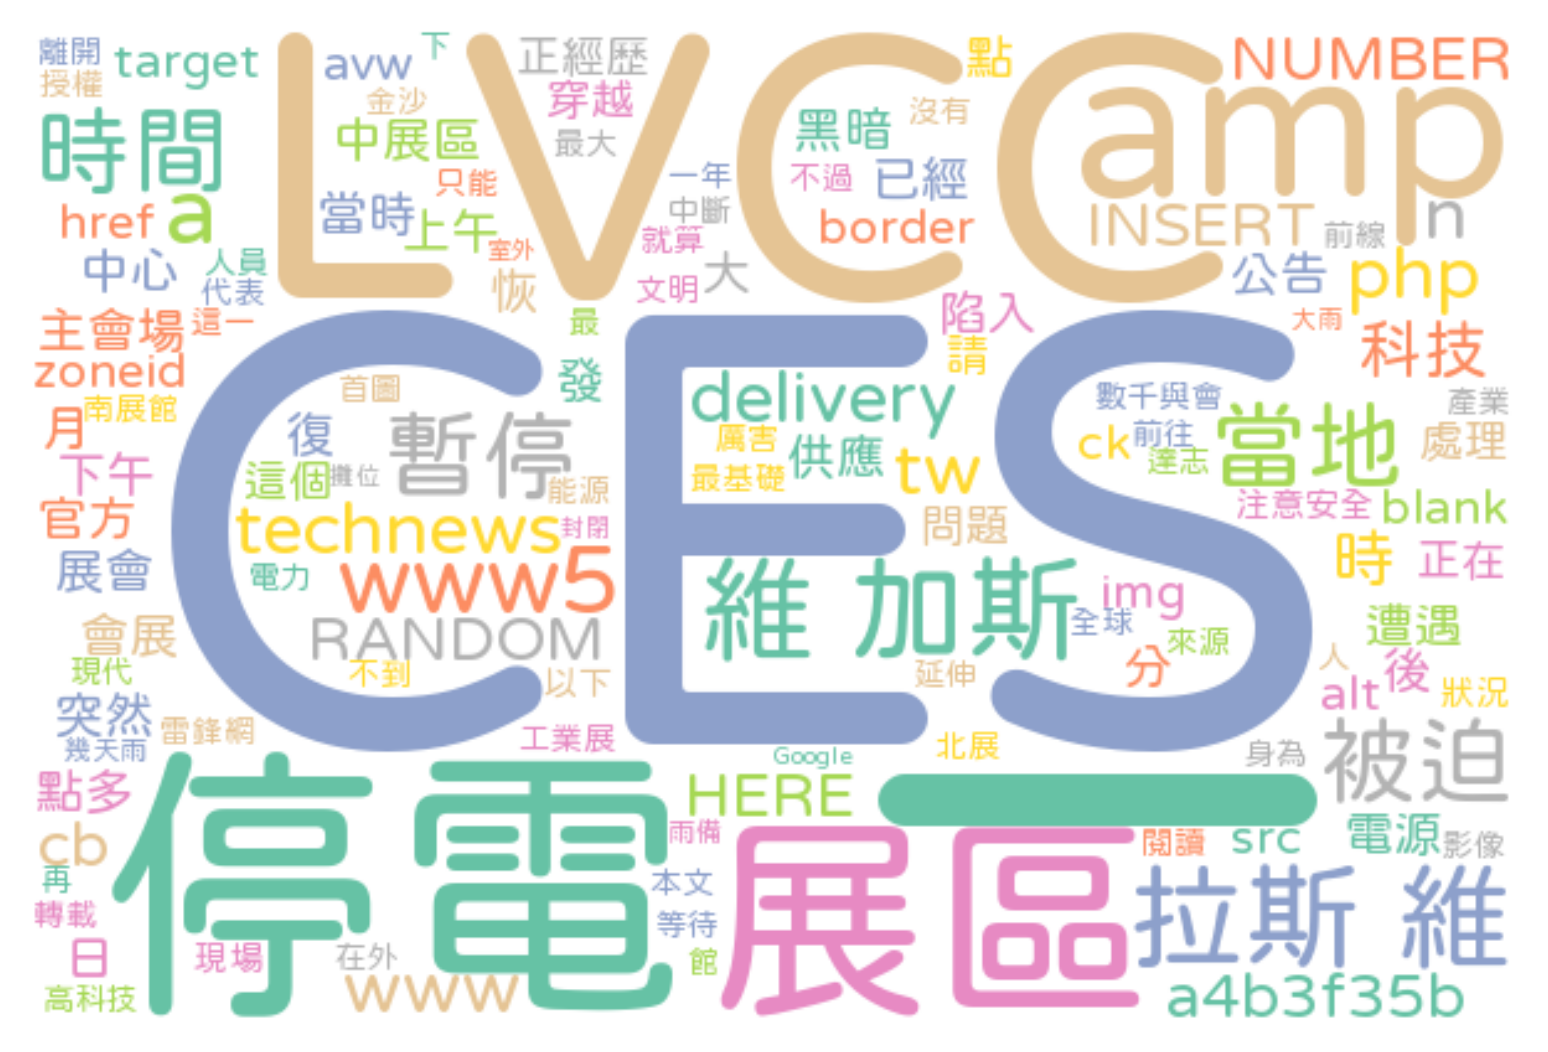 離開 target avw 下 正經歷 點 NUMBER
授權 金沙 穿越 LVCC 沒有 amp
時間 中展區 最大 黑暗
a 當時 只能 一年 不過 已經
href 上午 中斷 border INSERT 前線 n
中心 人員 室外 就算 大 公告 php
代表 恢 文明 陷入 大雨
主會場 這一 最 請 科技
zoneid 首圖 發 CES delivery 數千與會 產業
月 南展館 復 暫停 厲害 供應 ck 前往 當地 處理
下午 這個 攤位 能源 最基礎 tw 達志 注意安全 blank
官方 technews 封閉 問題 時 正在
展會 電力 www5 維 加斯 img 全球 遭遇
會展 RANDOM 來源 人
現代 不到 以下 延伸 分 alt 後 狀況
突然 雷鋒網 工業展 北展 身為 被迫
幾天雨 Google
點多 停電 HERE 一
cb 雨備 展區 閱讀 src 電源 影像
再 本文 拉斯 維
轉載 等待
日 現場 在外 館
高科技 www a4b3f35b